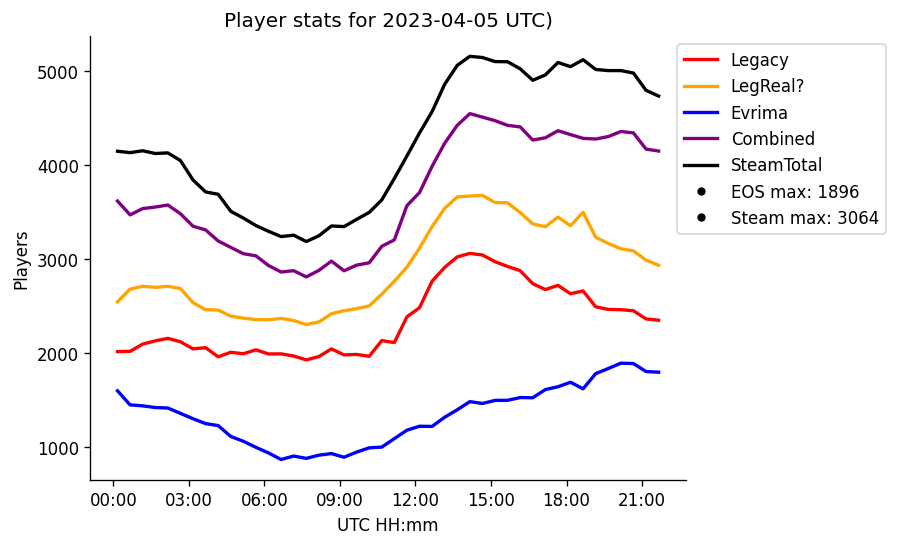 Player stats for 2023-04-05 UTC)
Legacy
LegReal?
Evrima
Combined
SteamTotal
EOS max: 1896
Steam max: 3064
Players
5000
4000
3000
2000
1000
00:00 03:00 06:00 09:00 12:00 15:00 18:00 21:00
UTC HH:mm